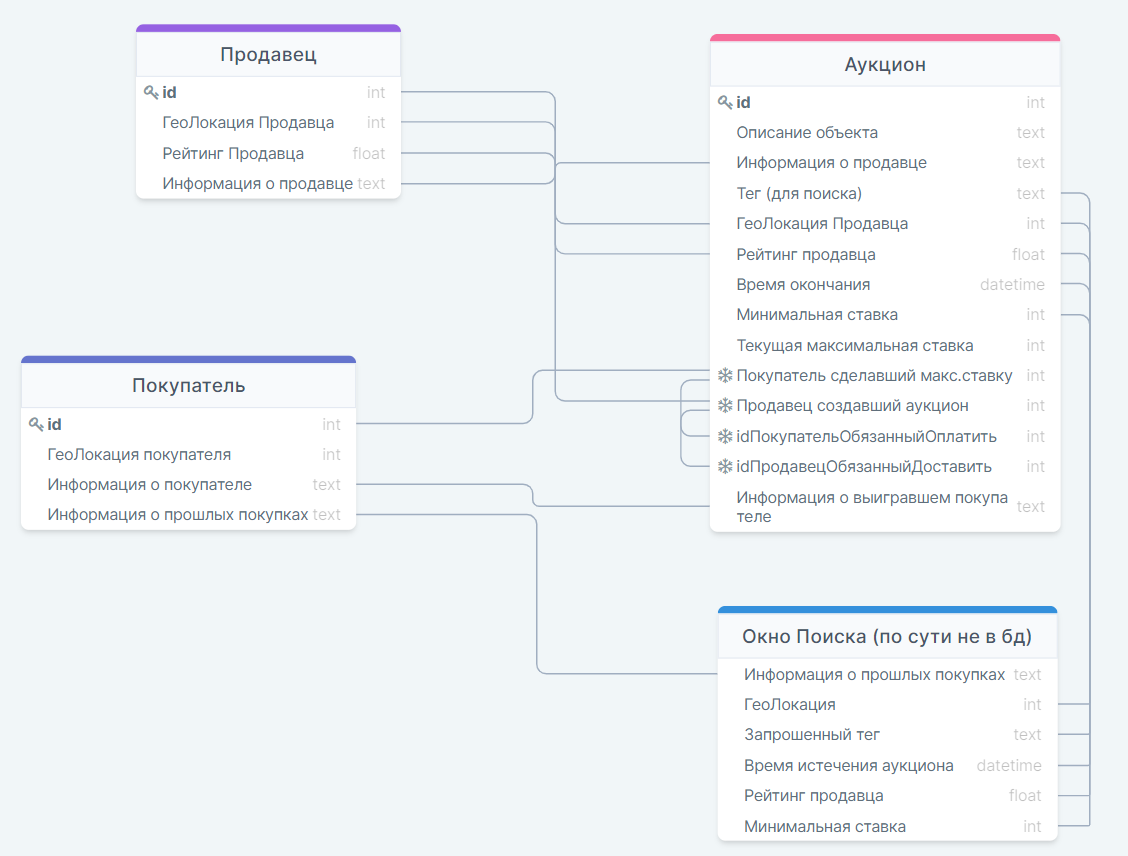 Продавец
id int
ГеоЛокация Продавца int
Рейтинг Продавца float
Информация о продавце text
Аукцион
id int
Описание объекта text
Информация о продавце text
Тег (для поиска) text
ГеоЛокация Продавца int
Рейтинг продавца float
Время окончания datetime
Минимальная ставка int
Текущая максимальная ставка int
Покупатель сделавший макс.ставку int
Продавец создавший аукцион int
idПокупательОбязанныйОплатить int
idПродавецОбязанныйДоставить int
Информация о выигравшем покупа
теле text
Покупатель
id int
ГеоЛокация покупателя int
Информация о покупателе text
Информация о прошлых покупках text
Окно Поиска (по сути не в бд)
Информация о прошлых покупках text
ГеоЛокация int
Запрошенный тег text
Время истечения аукциона datetime
Рейтинг продавца float
Минимальная ставка int